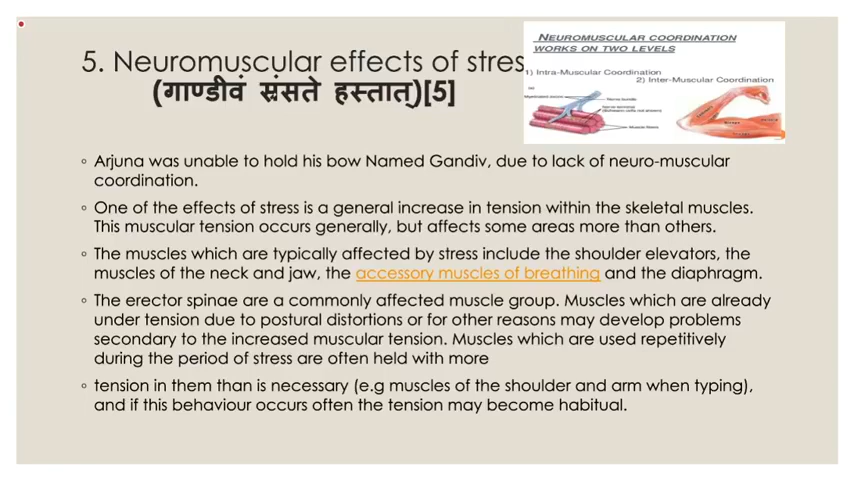 5. Neuromuscular effects of stres
(गाण्डीवं स्रंसते हस्तात्)[5]
NEUROMUSCULAR COORDINATION
WORKS ON TWO LEVELS
1) Intra-Muscular Coordination
2) Inter-Muscular Coordination
Nerve bundle
Muscle fibers
◦ Arjuna was unable to hold his bow Named Gandiv, due to lack of neuro-muscular
coordination.
◦ One of the effects of stress is a general increase in tension within the skeletal muscles.
This muscular tension occurs generally, but affects some areas more than others.
◦ The muscles which are typically affected by stress include the shoulder elevators, the
muscles of the neck and jaw, the accessory muscles of breathing and the diaphragm.
◦ The erector spinae are a commonly affected muscle group. Muscles which are already
under tension due to postural distortions or for other reasons may develop problems
secondary to the increased muscular tension. Muscles which are used repetitively
during the period of stress are often held with more
◦ tension in them than is necessary (e.g muscles of the shoulder and arm when typing),
and if this behaviour occurs often the tension may become habitual.